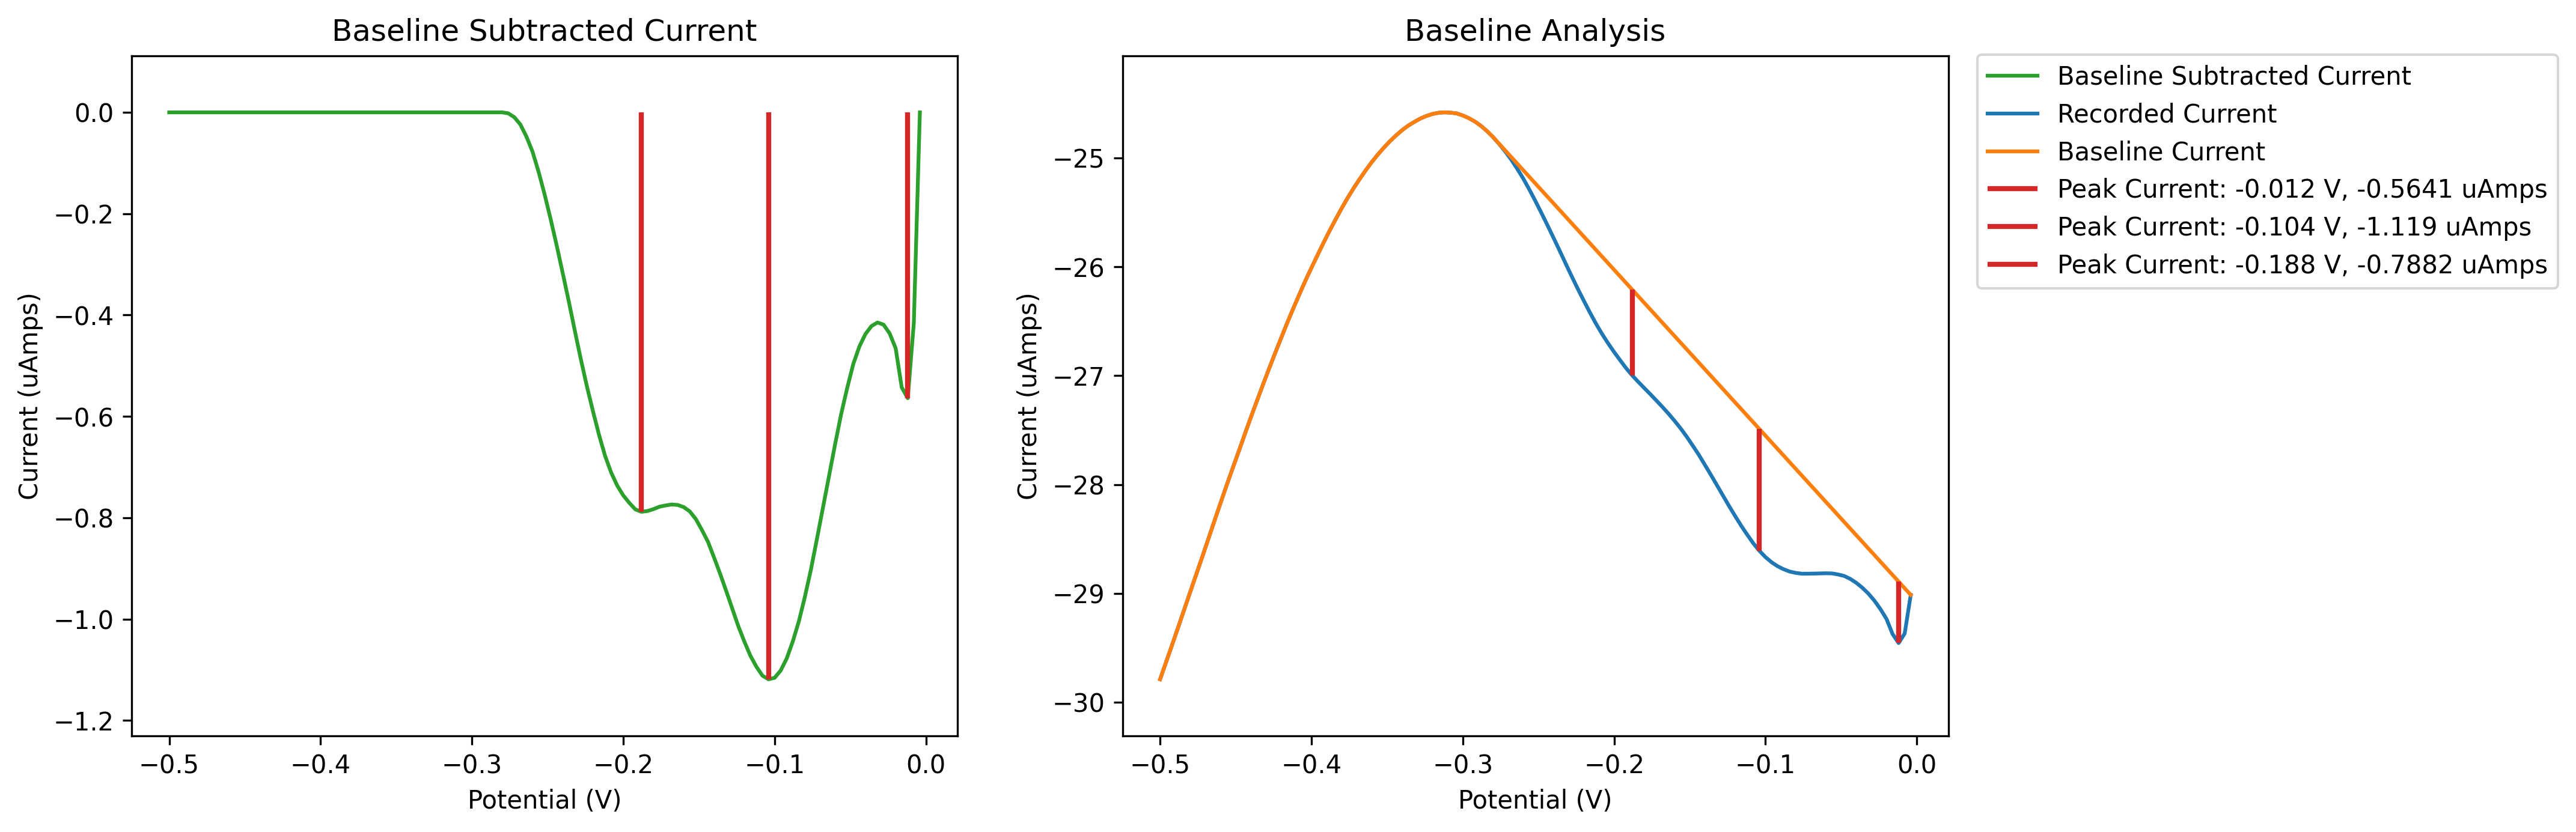 Baseline Subtracted Current
Current (uAmps)
0.0
−0.2
−0.4
−0.6
−0.8
−1.0
−1.2
−0.5
−0.4
−0.3
−0.2
−0.1
0.0
Potential (V)
Baseline Analysis
Current (uAmps)
−25
−26
−27
−28
−29
−30
−0.5
−0.4
−0.3
−0.2
−0.1
0.0
Potential (V)
Baseline Subtracted Current
Recorded Current
Baseline Current
Peak Current: -0.012 V, -0.5641 uAmps
Peak Current: -0.104 V, -1.119 uAmps
Peak Current: -0.188 V, -0.7882 uAmps